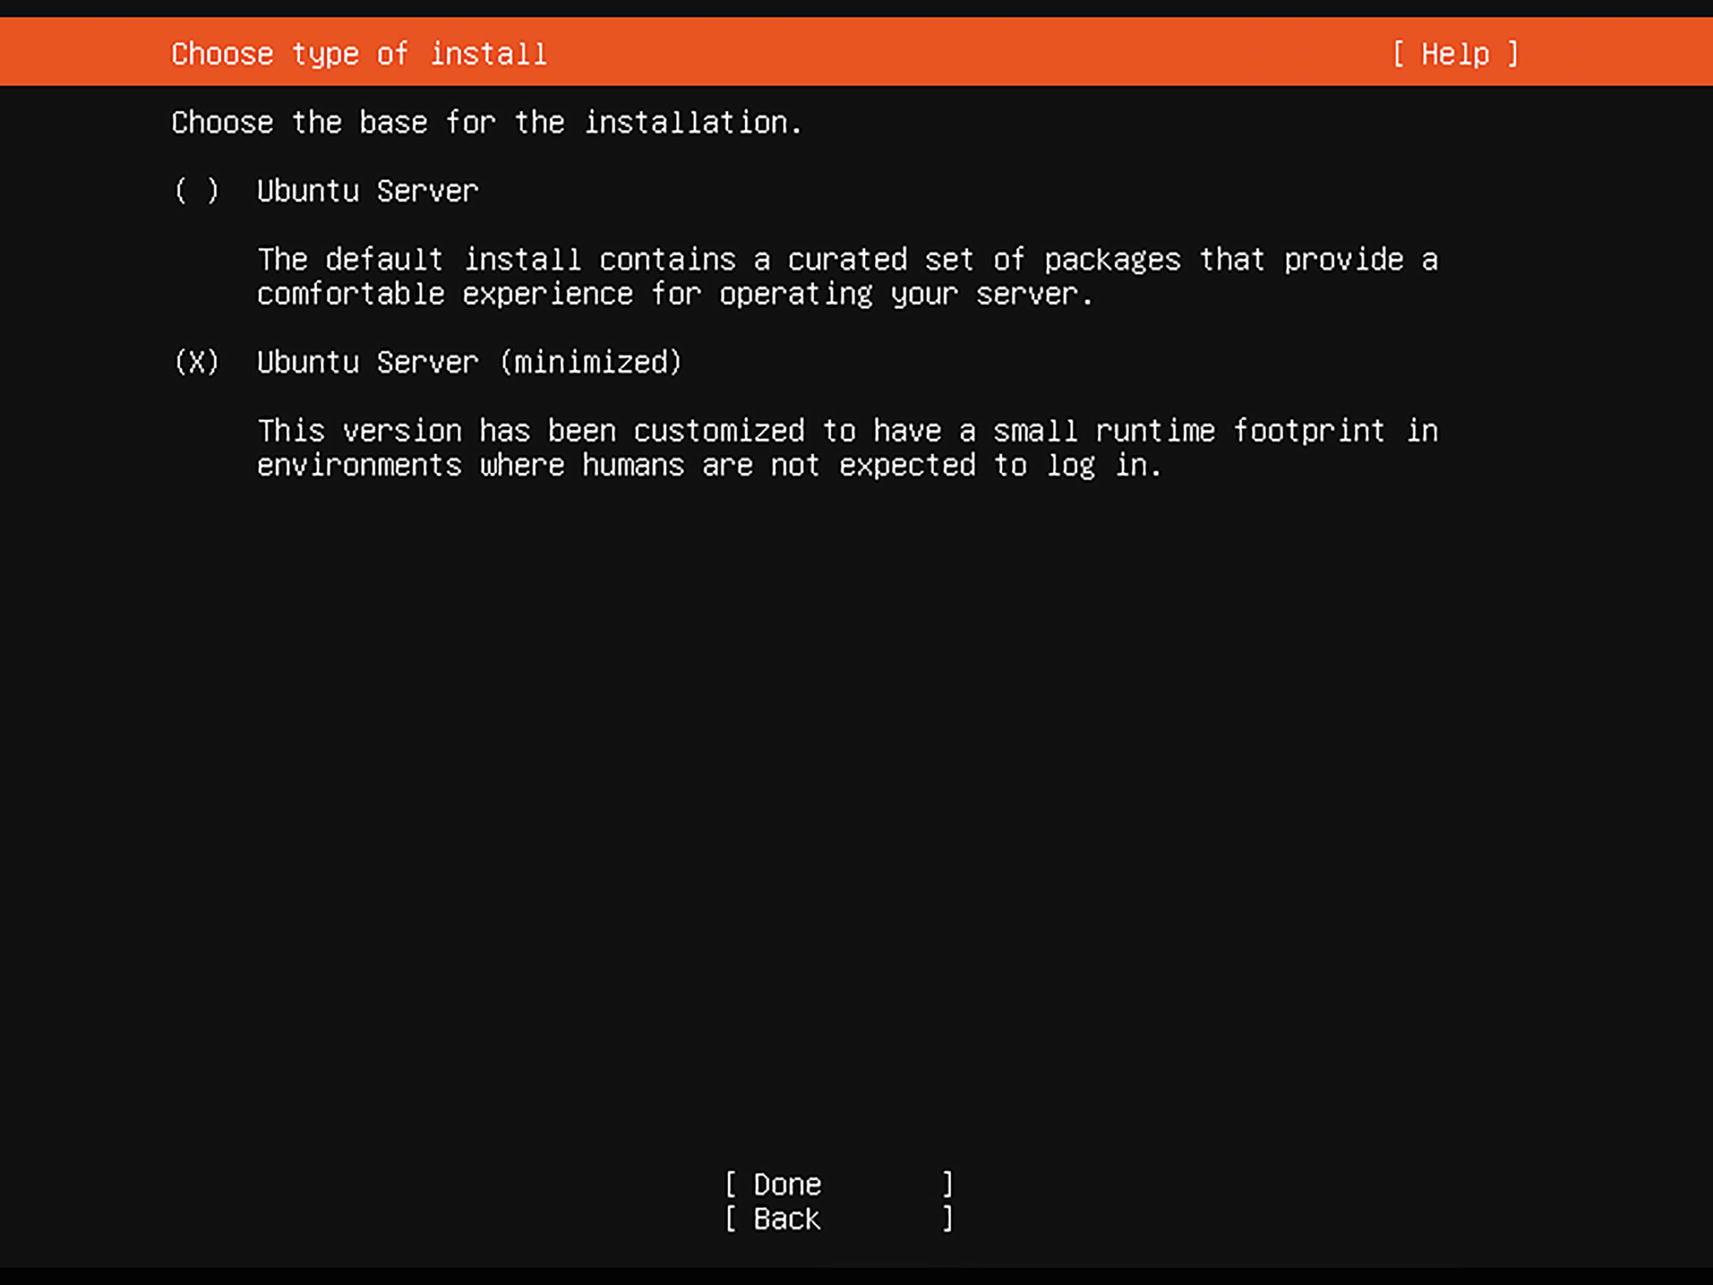 Choose type of install [ Help ]
Choose the base for the installation.
( ) Ubuntu Server
The default install contains a curated set of packages that provide a
comfortable experience for operating your server.
(X) Ubuntu Server (minimized)
This version has been customized to have a small runtime footprint in
environments where humans are not expected to log in.
[ Done ]
[ Back ]